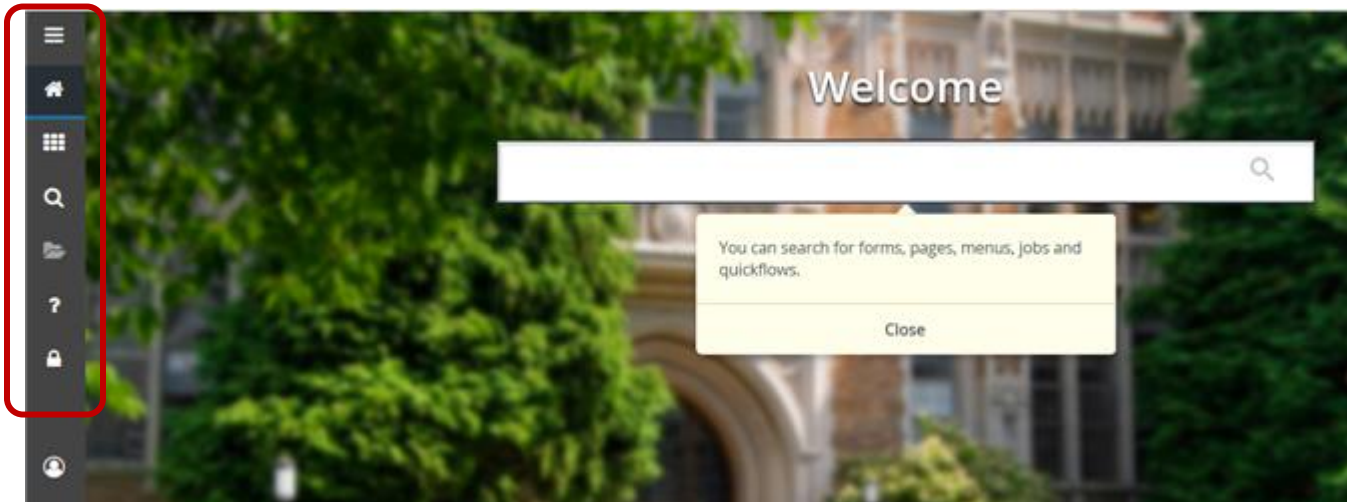 Welcome
You can search for forms, pages, menus, jobs and
quickflows.
Close